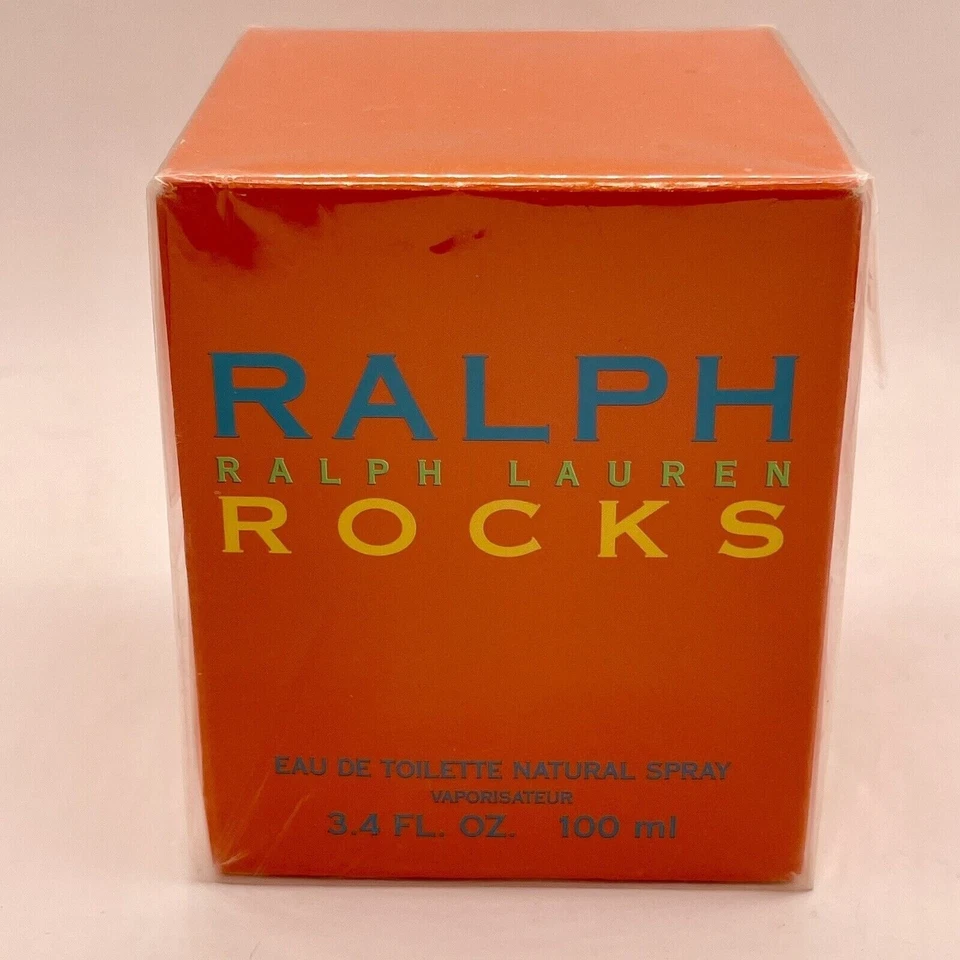 RALPH
RALPH LAUREN
ROCKS
EAU DE TOILETTE NATURAL SPRAY
VAPORISATEUR
3.4 FL. OZ. 100 ml